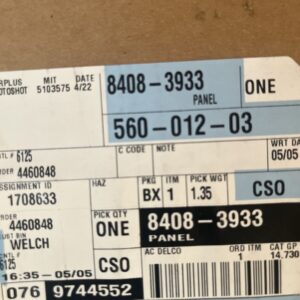 RPLUS MIT DATE
OTOSHOT 5103575 4/22
8408-3933 ONE
PANEL
560-012-03
WRT DA
C CODE NOTE 05/05
NTL # 6125
RDER 4460848
HAZ PKG ITM PICK WGT
BX 1 1.35 CSO
ASSIGNMENT ID
1708633
RDER 4460848
PICK QTY
ONE 8408-3933
PANEL
UST BIN
WELCH
AC DELCO ORD ITM CAT GP
1 14.730
6125 CSO
16:35-05/05
076 9744552